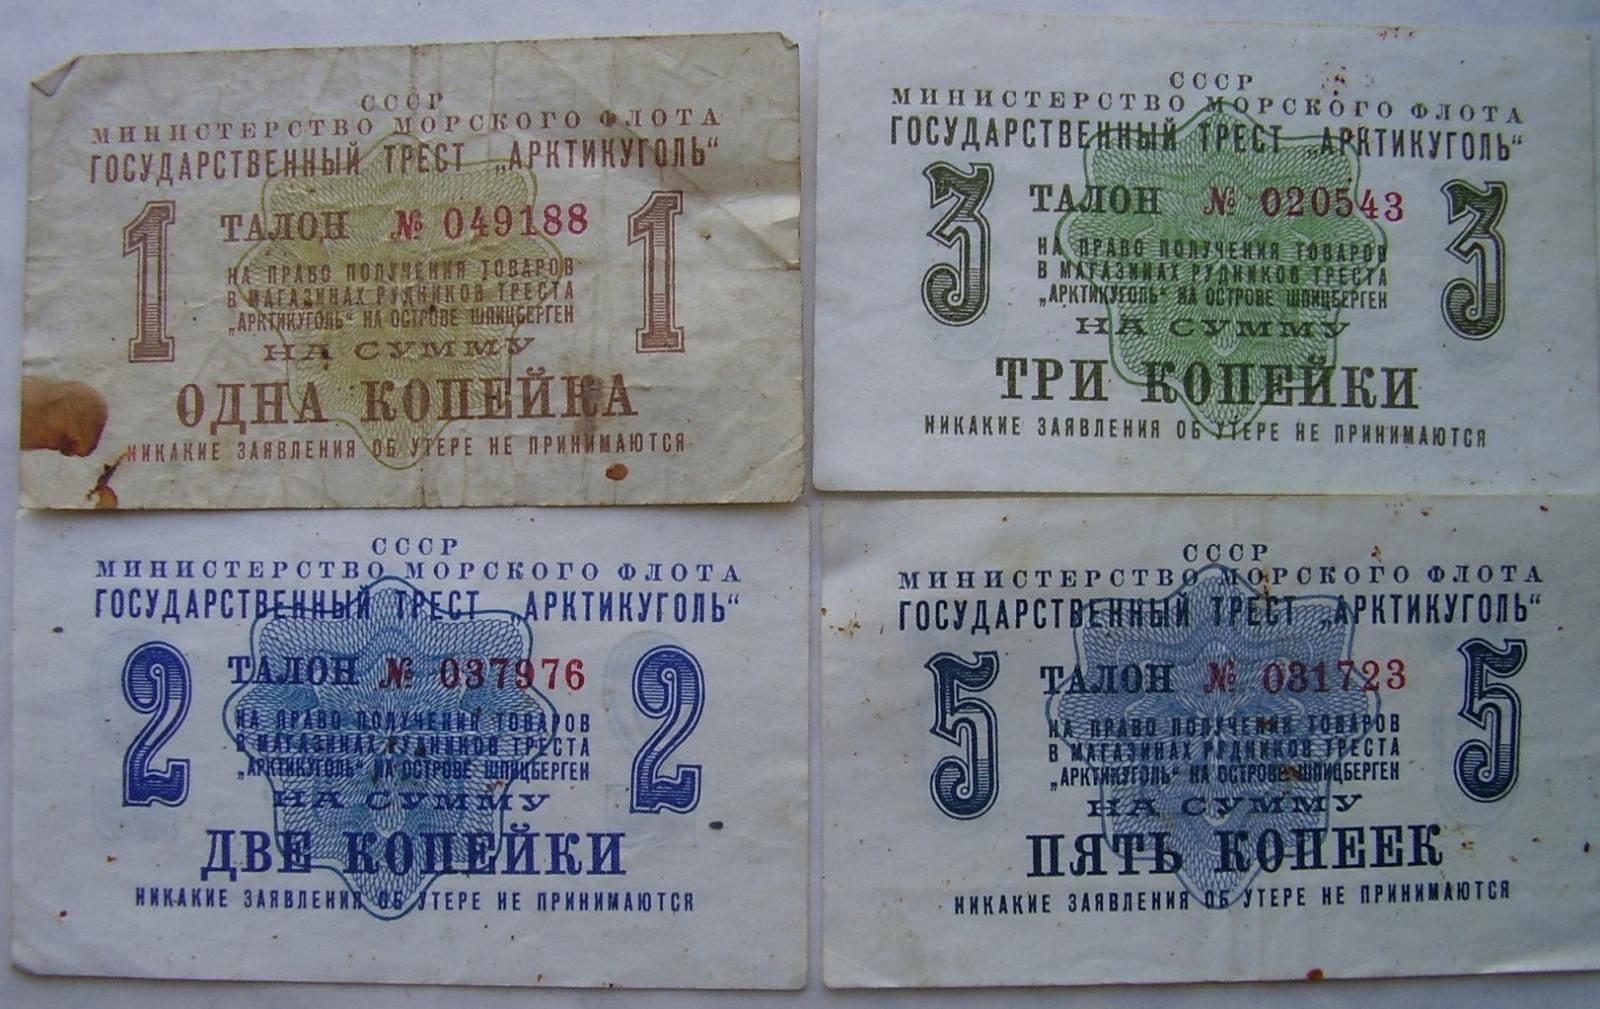 СССР
МИНИСТЕРСТВО МОРСКОГО ФЛОТА
ГОСУДАРСТВЕННЫЙ ТРЕСТ „АРКТИКУГОЛЬ“
1 ТАЛОН № 049188 1
НА ПРАВО ПОЛУЧЕНИЯ ТОВАРОВ
В МАГАЗИНАХ РУДНИКОВ ТРЕСТА
„АРКТИКУГОЛЬ“ НА ОСТРОВЕ ШПИЦБЕРГЕН
НА СУММУ
ОДНА КОПЕЙКА
НИКАКИЕ ЗАЯВЛЕНИЯ ОБ УТЕРЕ НЕ ПРИНИМАЮТСЯ
СССР
МИНИСТЕРСТВО МОРСКОГО ФЛОТА
ГОСУДАРСТВЕННЫЙ ТРЕСТ „АРКТИКУГОЛЬ“
3 ТАЛОН № 020543 3
НА ПРАВО ПОЛУЧЕНИЯ ТОВАРОВ
В МАГАЗИНАХ РУДНИКОВ ТРЕСТА
„АРКТИКУГОЛЬ“ НА ОСТРОВЕ ШПИЦБЕРГЕН
НА СУММУ
ТРИ КОПЕЙКИ
НИКАКИЕ ЗАЯВЛЕНИЯ ОБ УТЕРЕ НЕ ПРИНИМАЮТСЯ
СССР
МИНИСТЕРСТВО МОРСКОГО ФЛОТА
ГОСУДАРСТВЕННЫЙ ТРЕСТ „АРКТИКУГОЛЬ“
2 ТАЛОН № 037976 2
НА ПРАВО ПОЛУЧЕНИЯ ТОВАРОВ
В МАГАЗИНАХ РУДНИКОВ ТРЕСТА
„АРКТИКУГОЛЬ“ НА ОСТРОВЕ ШПИЦБЕРГЕН
НА СУММУ
ДВЕ КОПЕЙКИ
НИКАКИЕ ЗАЯВЛЕНИЯ ОБ УТЕРЕ НЕ ПРИНИМАЮТСЯ
СССР
МИНИСТЕРСТВО МОРСКОГО ФЛОТА
ГОСУДАРСТВЕННЫЙ ТРЕСТ „АРКТИКУГОЛЬ“
5 ТАЛОН № 031723 5
НА ПРАВО ПОЛУЧЕНИЯ ТОВАРОВ
В МАГАЗИНАХ РУДНИКОВ ТРЕСТА
„АРКТИКУГОЛЬ“ НА ОСТРОВЕ ШПИЦБЕРГЕН
НА СУММУ
ПЯТЬ КОПЕЕК
НИКАКИЕ ЗАЯВЛЕНИЯ ОБ УТЕРЕ НЕ ПРИНИМАЮТСЯ